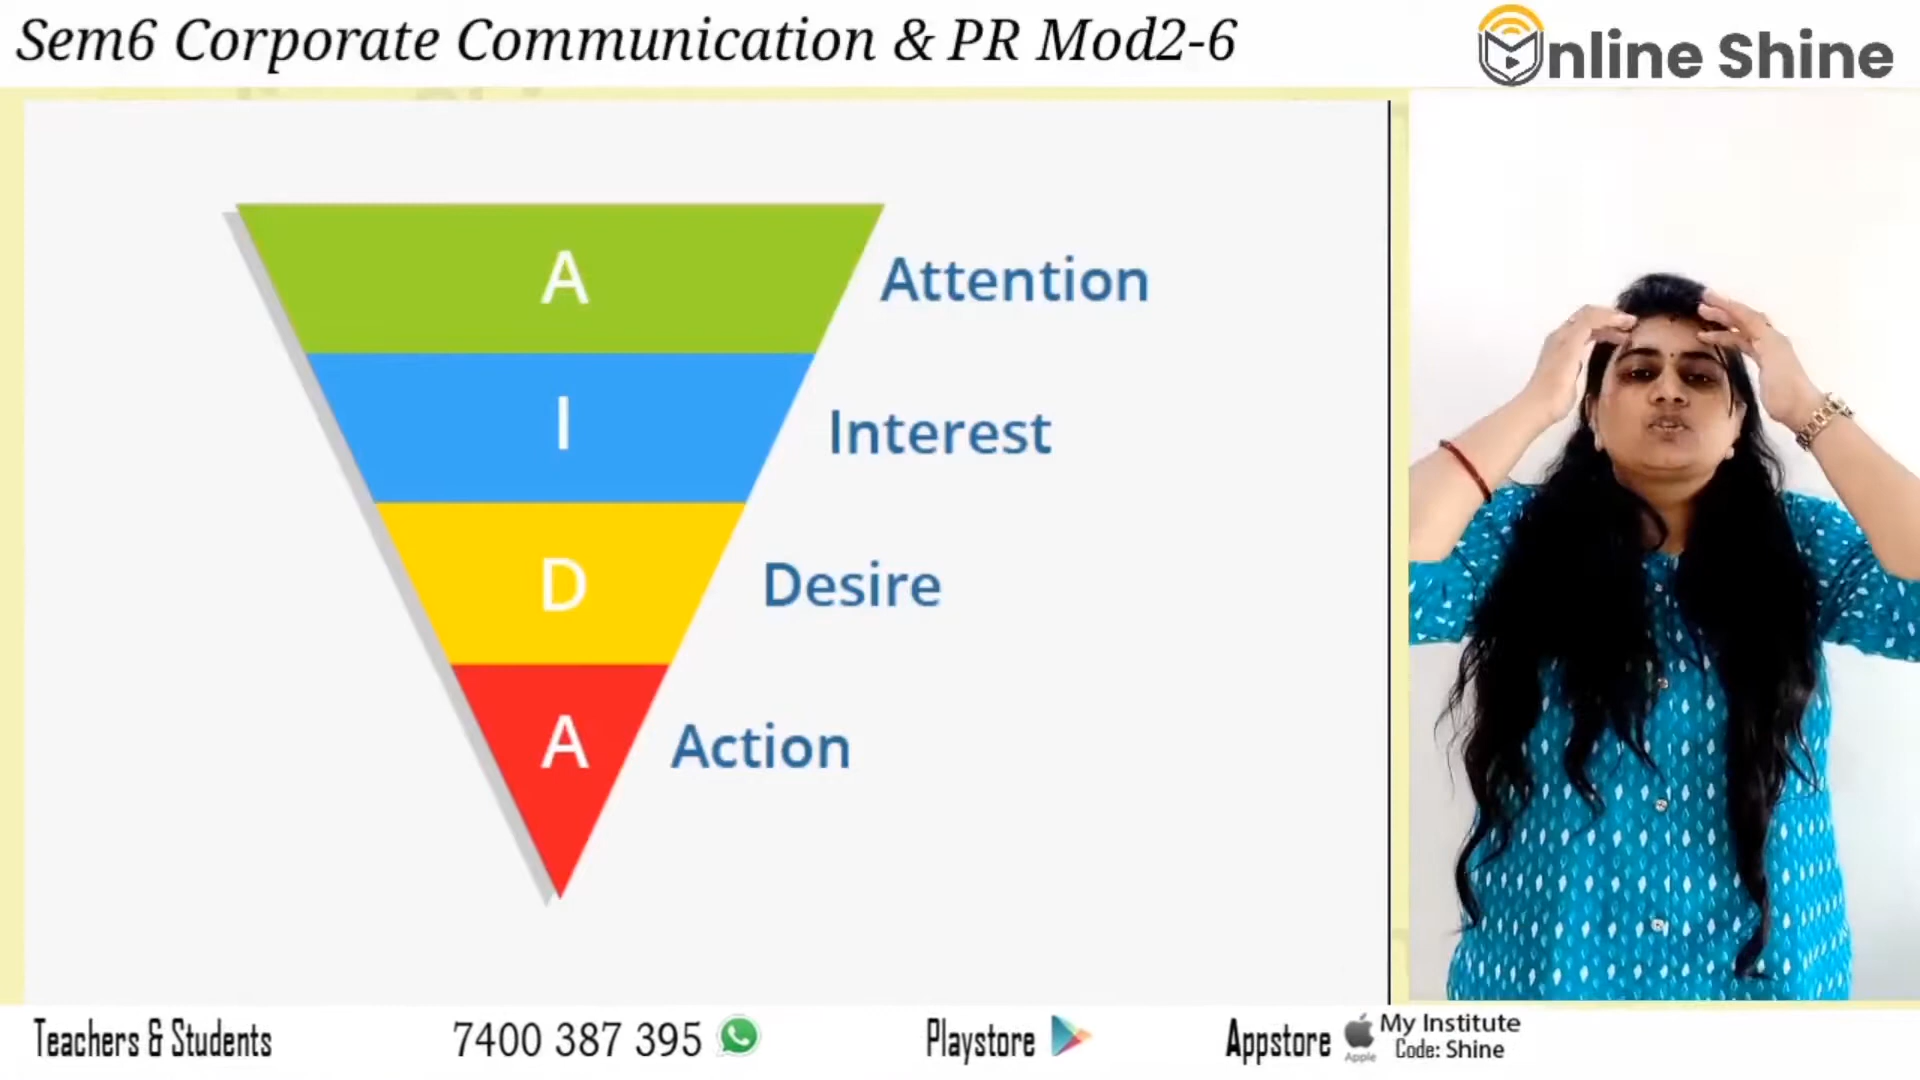 Sem6 Corporate Communication & PR Mod2-6
Online Shine
A
Attention
I
Interest
D
Desire
A
Action
Teachers & Students
7400 387 395
Playstore
Appstore
Apple
My Institute
Code: Shine